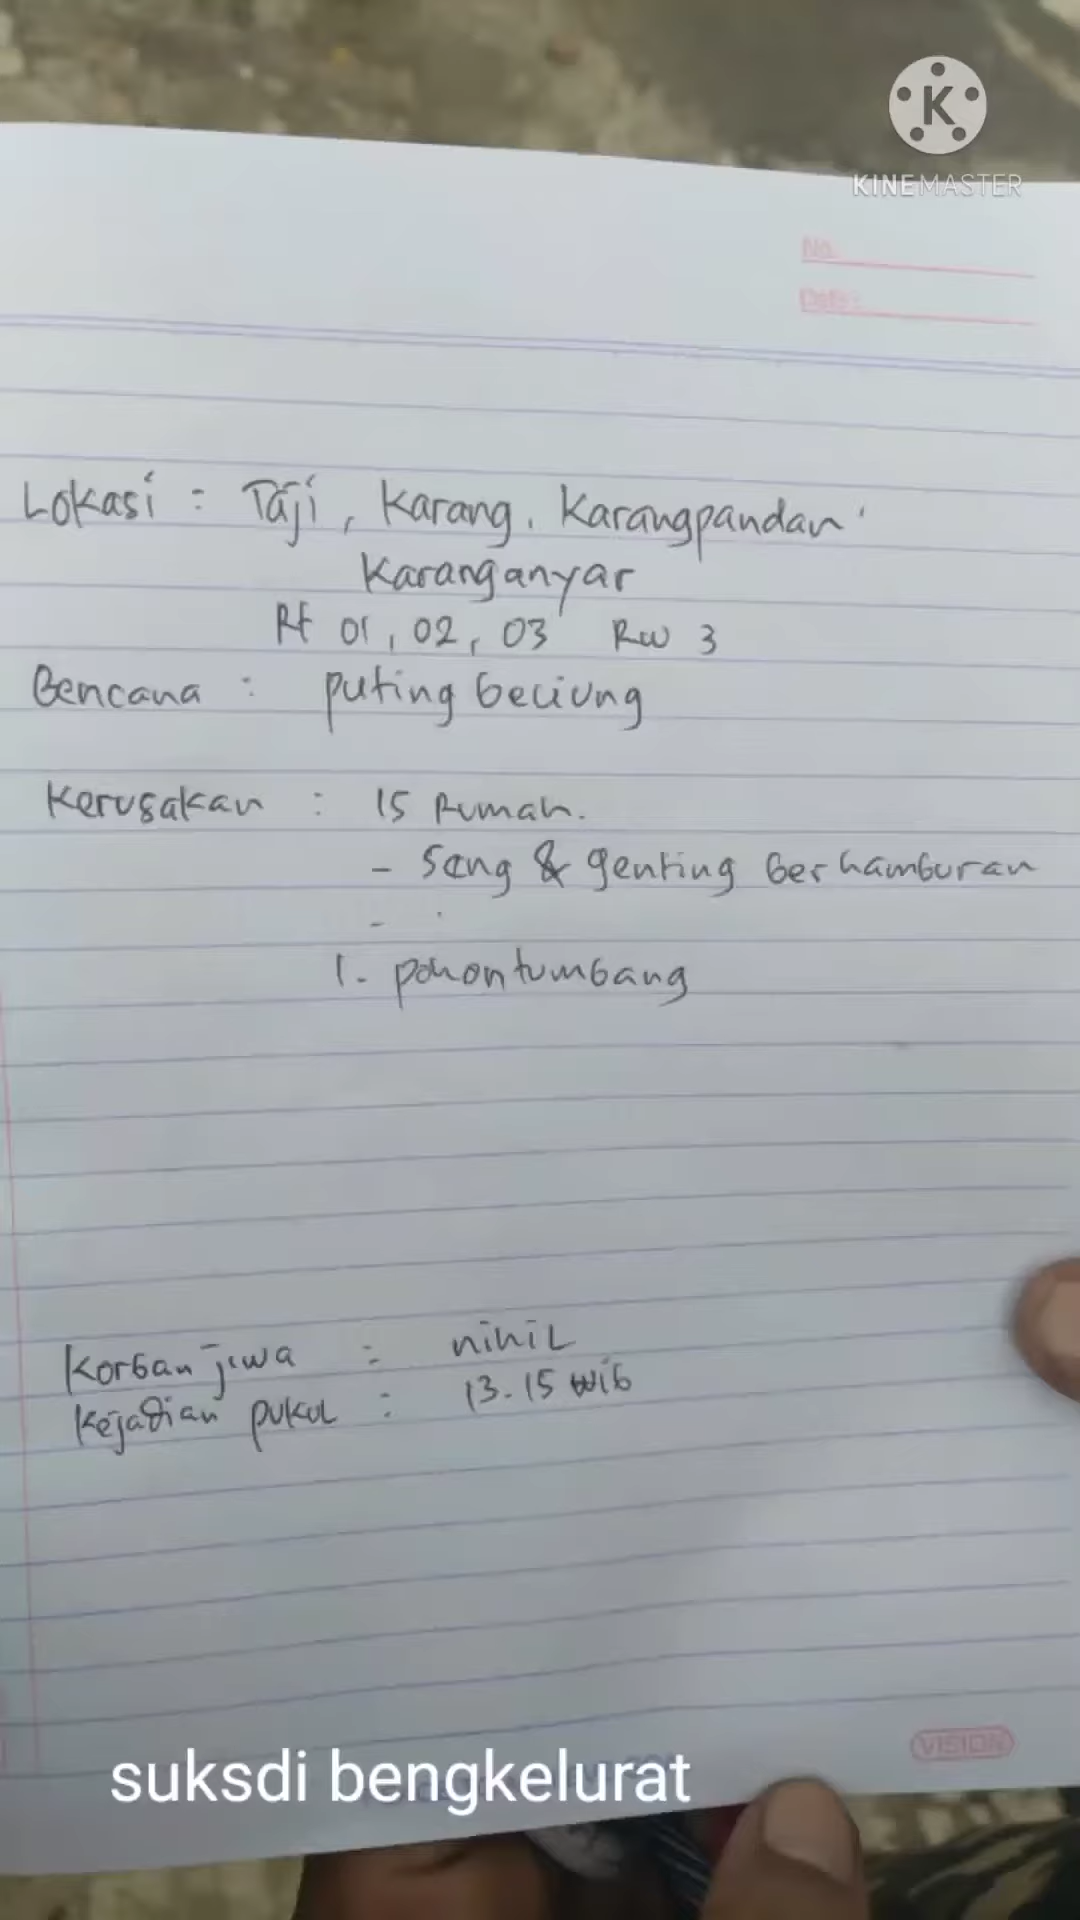 KINEMASTER
No.
Date:
Lokasi : Taji, Karang, Karangpandan
Karanganyar
Rt 01, 02, 03 Rw 3
Bencana : puting beliung
Kerusakan : 15 Rumah.
- Seng & genting berhamburan
-
1. pohon tumbang
Korban jiwa : nihil
Kejadian pukul : 13.15 wib
VISION
suksdi bengkelurat